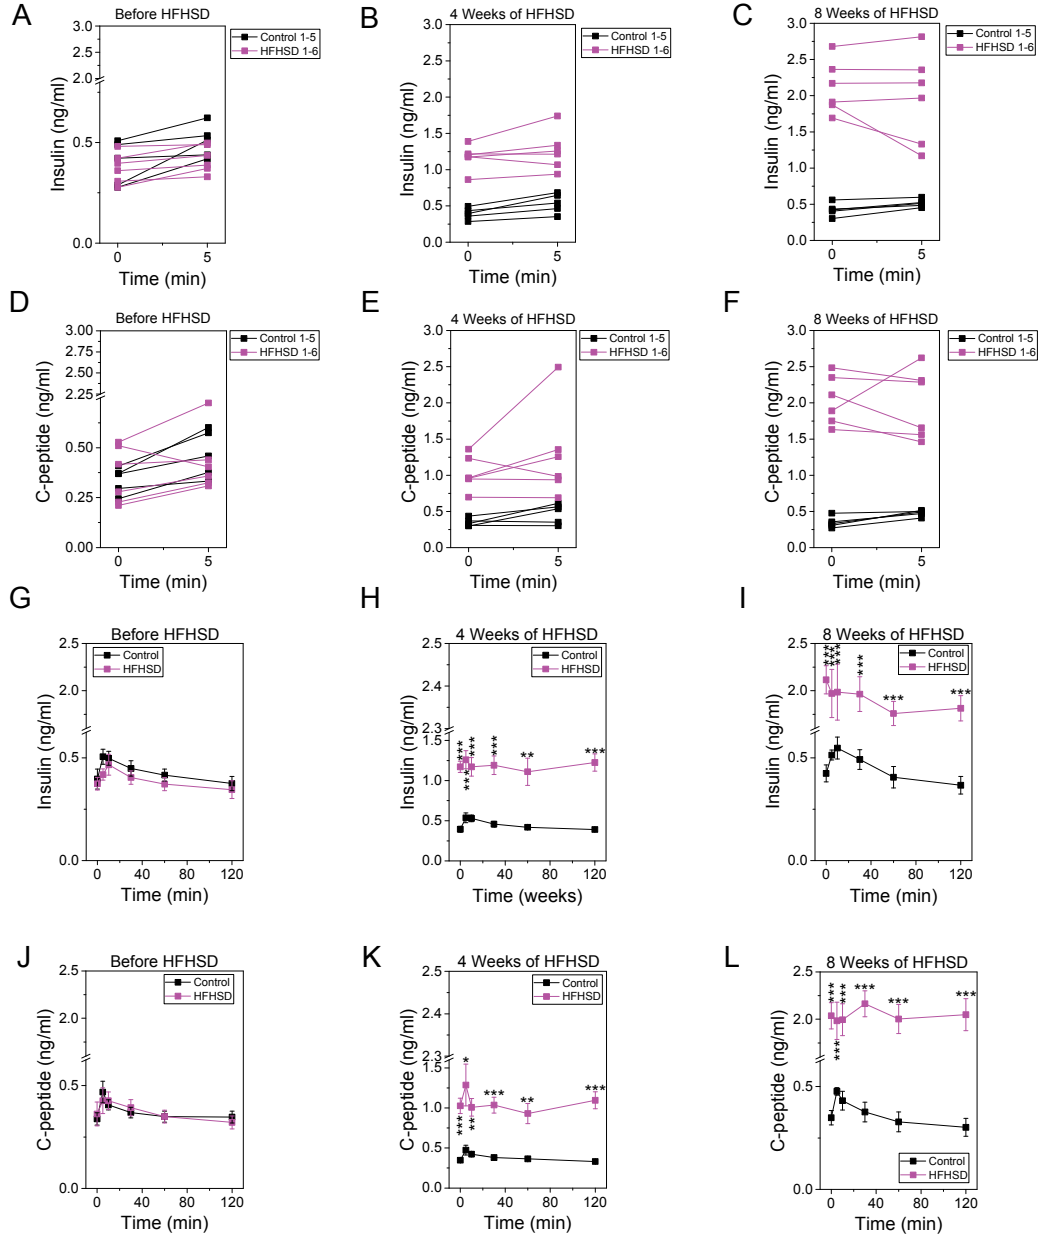 A
Before HFHSD
3.0
2.5
2.0
0.5
0.0
Insulin (ng/ml)
0
5
Time (min)
Control 1-5
HFHSD 1-6
B
4 Weeks of HFHSD
3.0
2.5
2.0
1.5
1.0
0.5
0.0
Insulin (ng/ml)
0
5
Time (min)
Control 1-5
HFHSD 1-6
C
8 Weeks of HFHSD
3.0
2.5
2.0
1.5
1.0
0.5
0.0
Insulin (ng/ml)
0
5
Time (min)
Control 1-5
HFHSD 1-6
D
Before HFHSD
3.00
2.75
2.50
2.25
0.50
0.25
0.00
C-peptide (ng/ml)
0
5
Time (min)
Control 1-5
HFHSD 1-6
E
4 Weeks of HFHSD
3.0
2.5
2.0
1.5
1.0
0.5
0.0
C-peptide (ng/ml)
0
5
Time (min)
Control 1-5
HFHSD 1-6
F
8 Weeks of HFHSD
3.0
2.5
2.0
1.5
1.0
0.5
0.0
C-peptide (ng/ml)
0
5
Time (min)
Control 1-5
HFHSD 1-6
G
Before HFHSD
Control
HFHSD
2.5
2.0
0.5
0.0
Insulin (ng/ml)
0
40
80
120
Time (min)
H
4 Weeks of HFHSD
Control
HFHSD
2.5
2.4
2.3
1.5
1.0
0.5
0.0
Insulin (ng/ml)
***
***
***
***
**
***
0
40
80
120
Time (weeks)
I
8 Weeks of HFHSD
Control
HFHSD
2.5
2.0
0.5
0.0
Insulin (ng/ml)
***
***
***
***
***
***
0
40
80
120
Time (min)
J
Before HFHSD
Control
HFHSD
2.5
2.0
0.5
0.0
C-peptide (ng/ml)
0
40
80
120
Time (min)
K
4 Weeks of HFHSD
Control
HFHSD
2.5
2.4
2.3
1.5
1.0
0.5
0.0
C-peptide (ng/ml)
***
*
**
***
**
***
0
40
80
120
Time (min)
L
8 Weeks of HFHSD
2.5
2.0
0.5
0.0
C-peptide (ng/ml)
***
***
***
***
***
***
Control
HFHSD
0
40
80
120
Time (min)